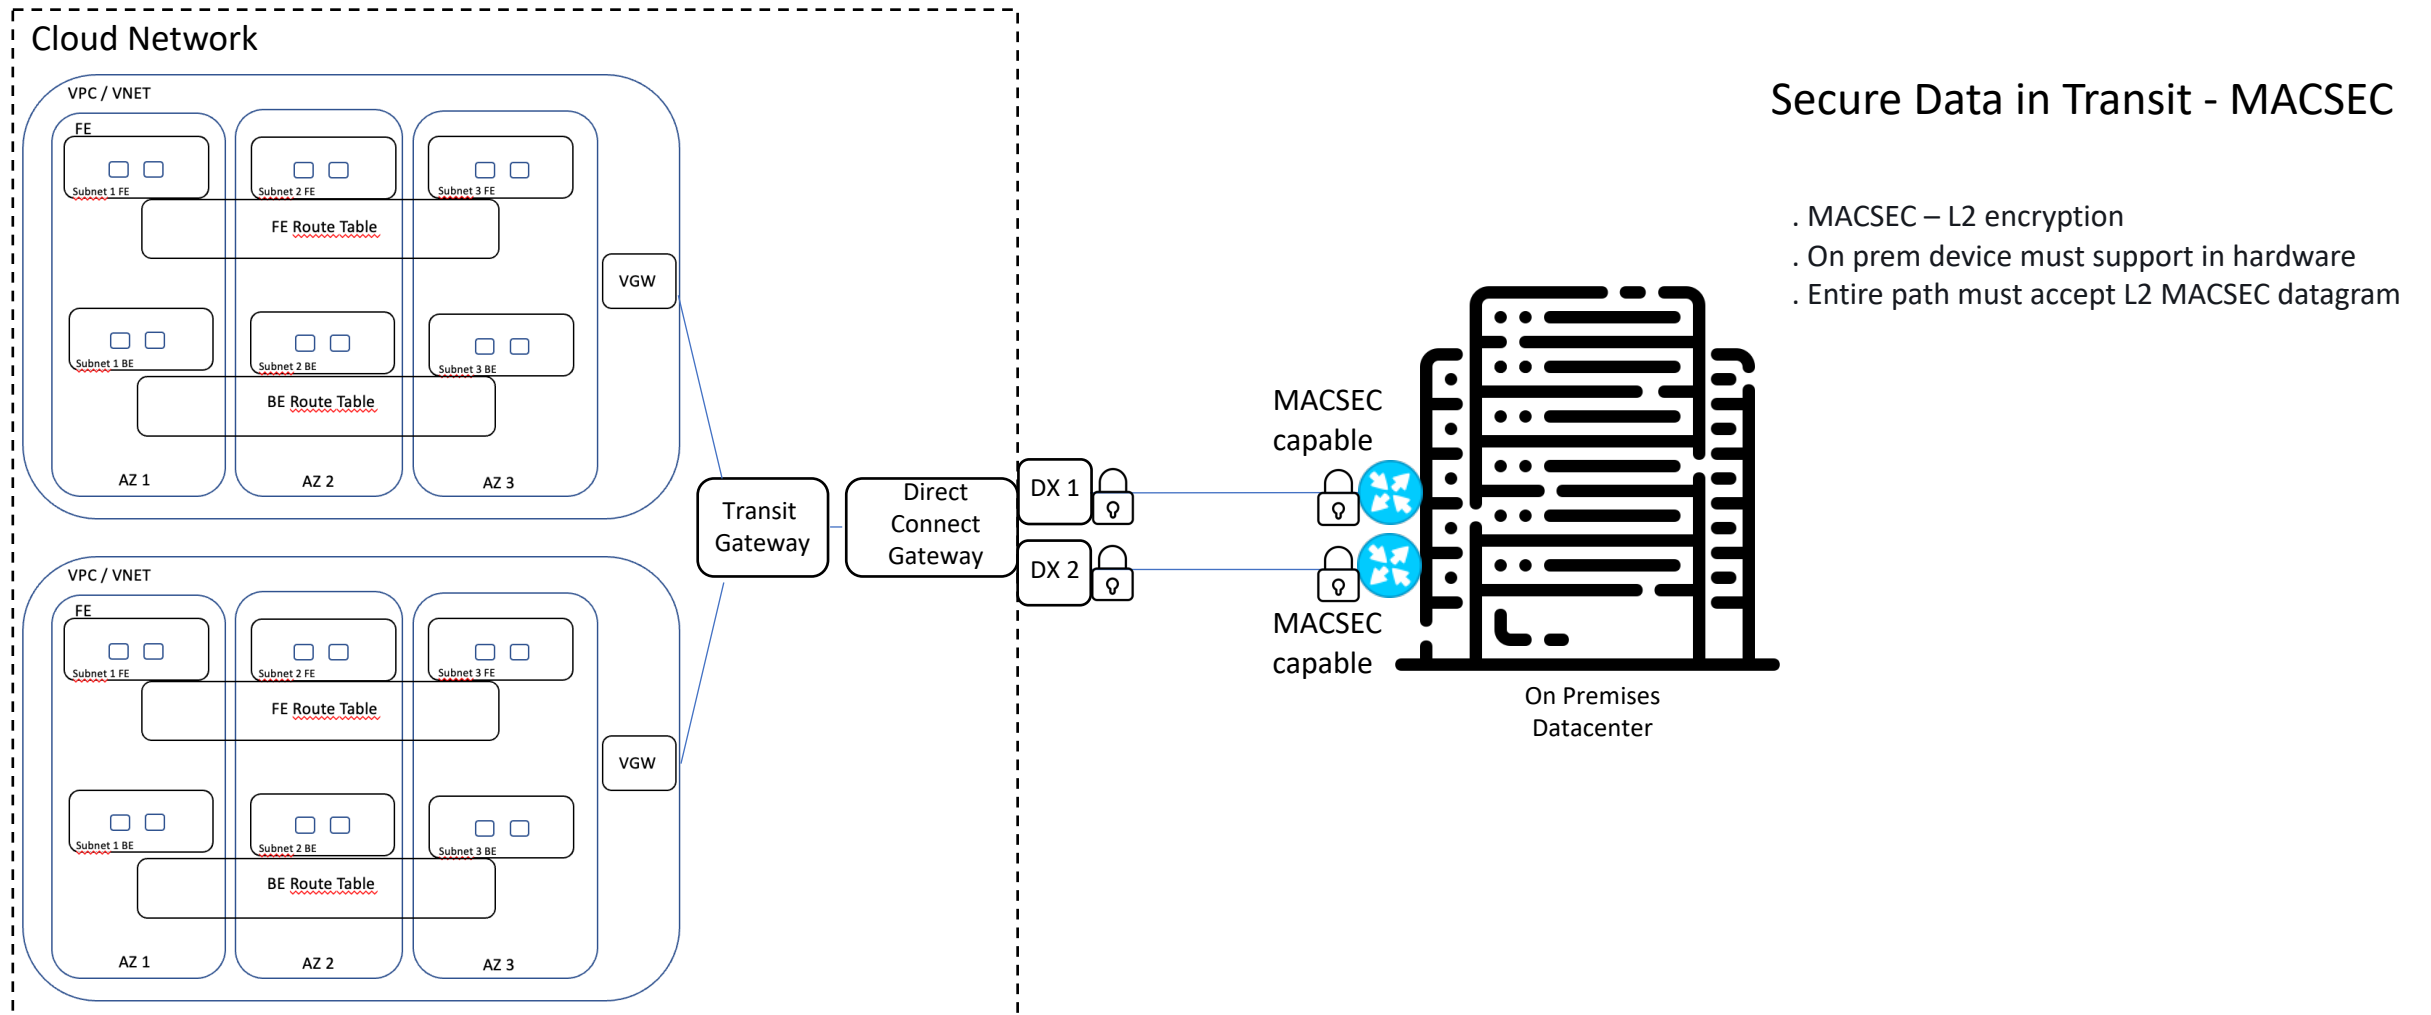 Cloud Network
VPC / VNET
FE
Subnet 1 FE
Subnet 2 FE
Subnet 3 FE
FE Route Table
VGW
Subnet 1 BE
Subnet 2 BE
Subnet 3 BE
BE Route Table
AZ 1
AZ 2
AZ 3
VPC / VNET
FE
Subnet 1 FE
Subnet 2 FE
Subnet 3 FE
FE Route Table
VGW
Subnet 1 BE
Subnet 2 BE
Subnet 3 BE
BE Route Table
AZ 1
AZ 2
AZ 3
Transit
Gateway
Direct
Connect
Gateway
DX 1
DX 2
MACSEC
capable
MACSEC
capable
On Premises
Datacenter
Secure Data in Transit - MACSEC
. MACSEC – L2 encryption
. On prem device must support in hardware
. Entire path must accept L2 MACSEC datagram